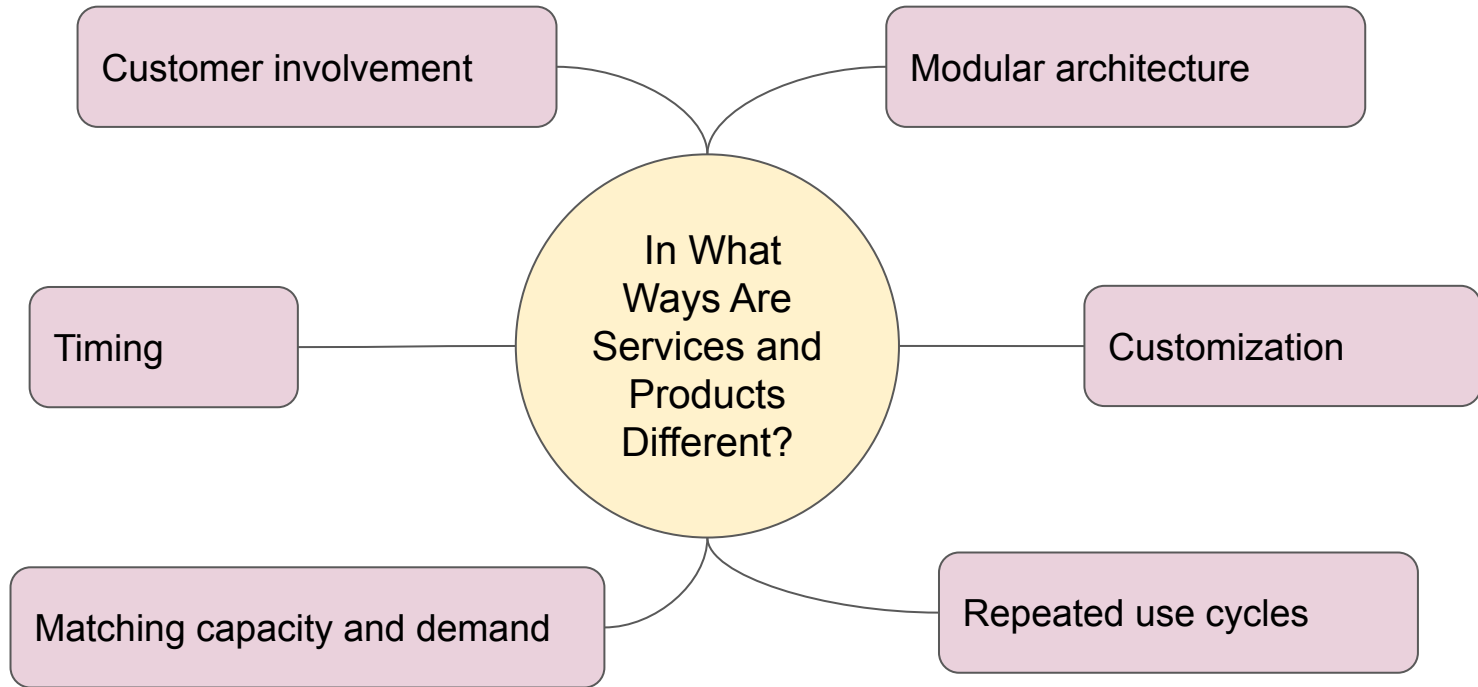 Customer involvement
Modular architecture
In What
Ways Are
Services and
Products
Different?
Timing
Customization
Matching capacity and demand
Repeated use cycles